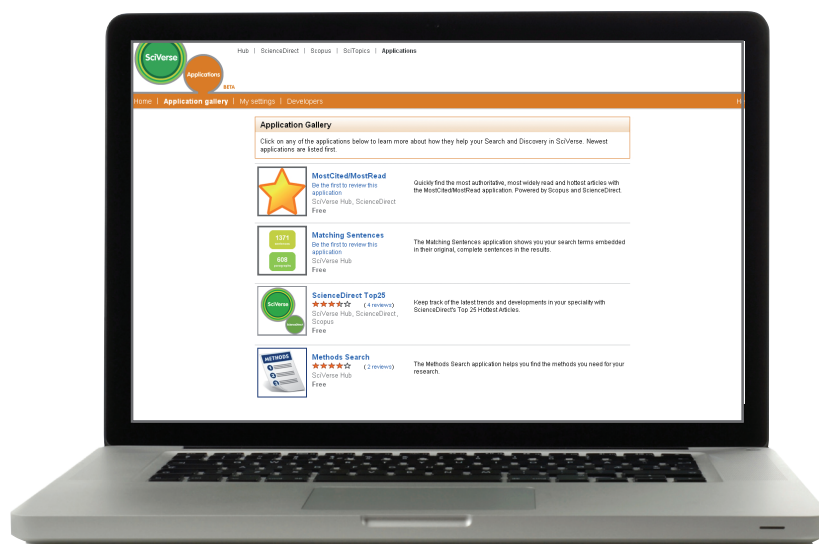 SciVerse
Applications
BETA
Hub | ScienceDirect | Scopus | SciTopics | Applications
Home | Application gallery | My settings | Developers
H
Application Gallery
Click on any of the applications below to learn more about how they help your Search and Discovery in SciVerse. Newest
applications are listed first.
MostCited/MostRead
Be the first to review this
application
SciVerse Hub, ScienceDirect
Free
Quickly find the most authoritative, most widely read and hottest articles with
the MostCited/MostRead application. Powered by Scopus and ScienceDirect.
1371
668
Matching Sentences
Be the first to review this
application
SciVerse Hub
Free
The Matching Sentences application shows you your search terms embedded
in their original, complete sentences in the results.
SciVerse
ScienceDirect Top25
(4 reviews)
SciVerse Hub, ScienceDirect,
Scopus
Free
Keep track of the latest trends and developments in your speciality with
ScienceDirect's Top 25 Hottest Articles.
METHODS
1
2
3
Methods Search
(2 reviews)
SciVerse Hub
Free
The Methods Search application helps you find the methods you need for your
research.